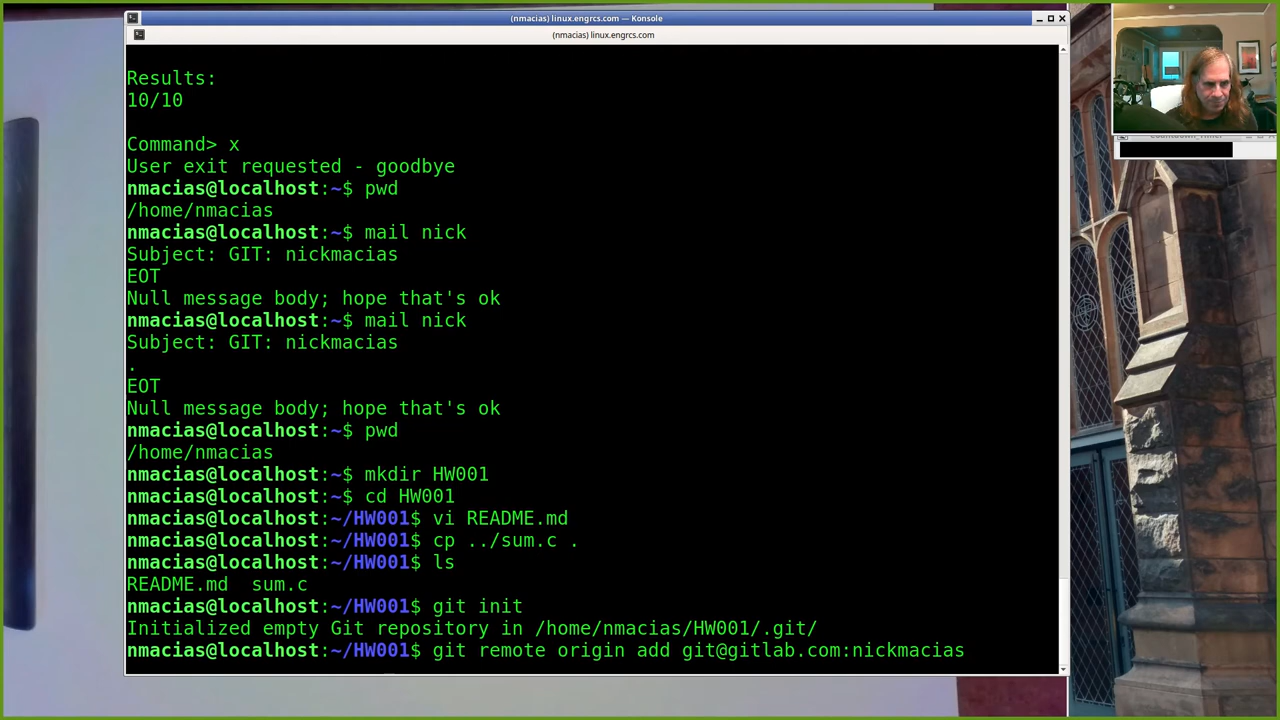 (nmacias) linux.engrcs.com — Konsole
(nmacias) linux.engrcs.com
Results:
10/10
Command> x
User exit requested - goodbye
nmacias@localhost:~$ pwd
/home/nmacias
nmacias@localhost:~$ mail nick
Subject: GIT: nickmacias
EOT
Null message body; hope that's ok
nmacias@localhost:~$ mail nick
Subject: GIT: nickmacias
.
EOT
Null message body; hope that's ok
nmacias@localhost:~$ pwd
/home/nmacias
nmacias@localhost:~$ mkdir HW001
nmacias@localhost:~$ cd HW001
nmacias@localhost:~/HW001$ vi README.md
nmacias@localhost:~/HW001$ cp ../sum.c .
nmacias@localhost:~/HW001$ ls
README.md  sum.c
nmacias@localhost:~/HW001$ git init
Initialized empty Git repository in /home/nmacias/HW001/.git/
nmacias@localhost:~/HW001$ git remote origin add git@gitlab.com:nickmacias